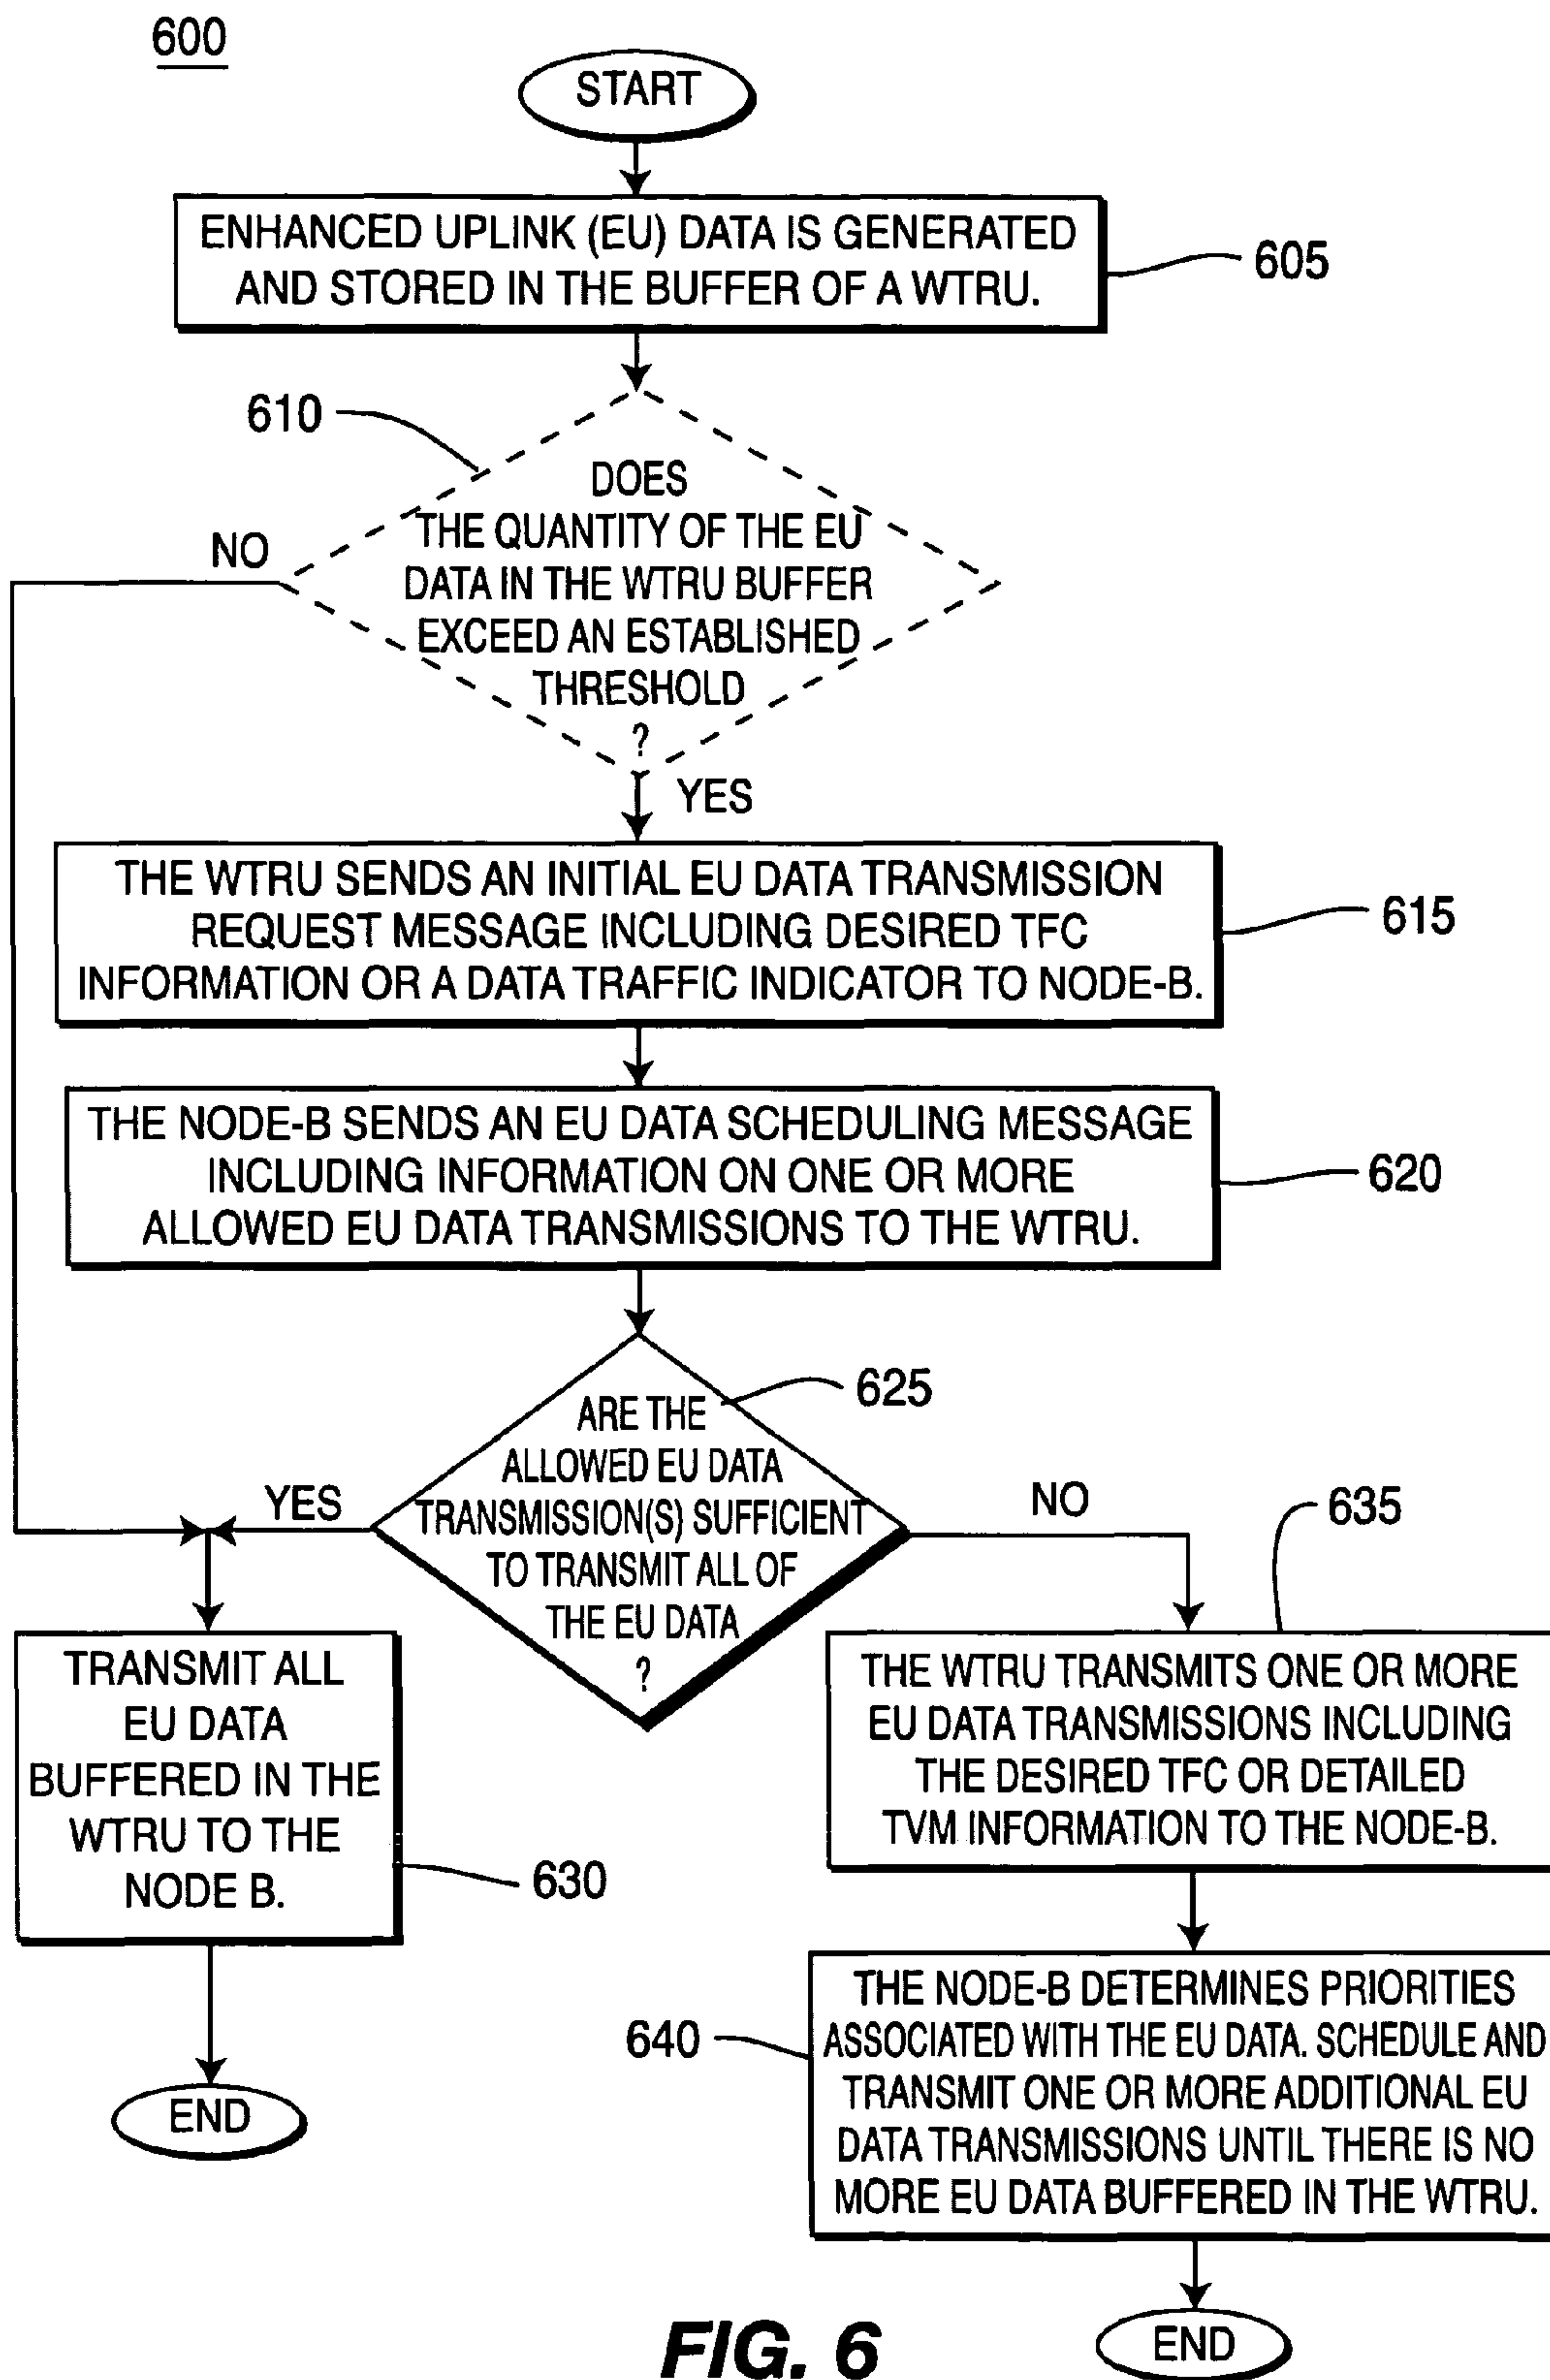 600
START
ENHANCED UPLINK (EU) DATA IS GENERATED
AND STORED IN THE BUFFER OF A WTRU.
605
610
DOES
THE QUANTITY OF THE EU
DATA IN THE WTRU BUFFER
EXCEED AN ESTABLISHED
THRESHOLD
?
NO
YES
THE WTRU SENDS AN INITIAL EU DATA TRANSMISSION
REQUEST MESSAGE INCLUDING DESIRED TFC
INFORMATION OR A DATA TRAFFIC INDICATOR TO NODE-B.
615
THE NODE-B SENDS AN EU DATA SCHEDULING MESSAGE
INCLUDING INFORMATION ON ONE OR MORE
ALLOWED EU DATA TRANSMISSIONS TO THE WTRU.
620
625
ARE THE
ALLOWED EU DATA
TRANSMISSION(S) SUFFICIENT
TO TRANSMIT ALL OF
THE EU DATA
?
YES
NO
635
TRANSMIT ALL
EU DATA
BUFFERED IN THE
WTRU TO THE
NODE B.
630
END
THE WTRU TRANSMITS ONE OR MORE
EU DATA TRANSMISSIONS INCLUDING
THE DESIRED TFC OR DETAILED
TVM INFORMATION TO THE NODE-B.
640
THE NODE-B DETERMINES PRIORITIES
ASSOCIATED WITH THE EU DATA. SCHEDULE AND
TRANSMIT ONE OR MORE ADDITIONAL EU
DATA TRANSMISSIONS UNTIL THERE IS NO
MORE EU DATA BUFFERED IN THE WTRU.
END
FIG. 6